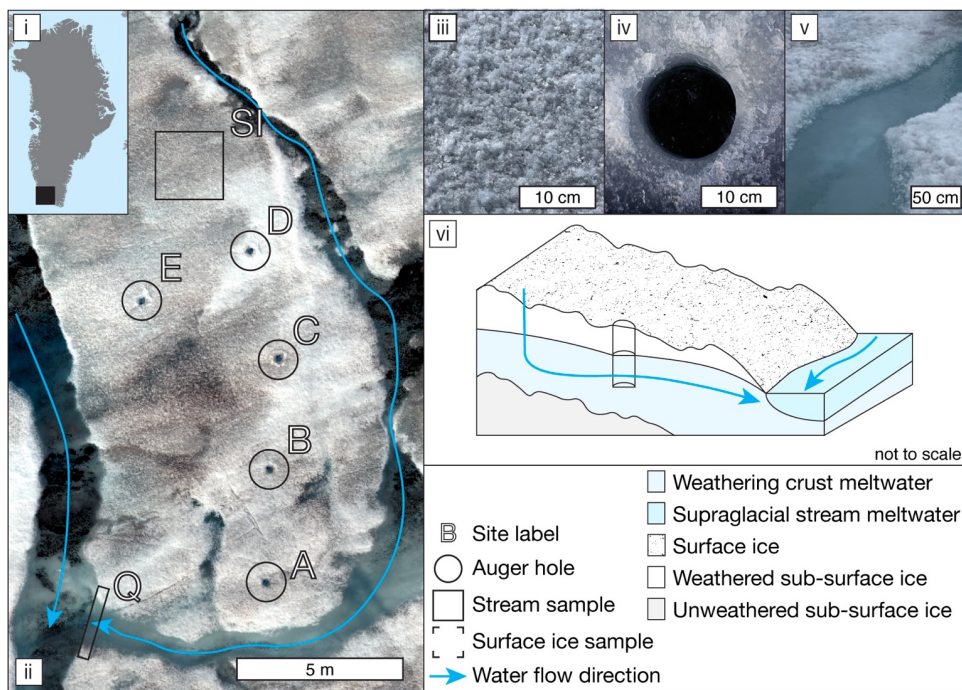 i
SI
D
E
C
B
A
Q
ii
5 m
iii
10 cm
iv
10 cm
v
50 cm
vi
not to scale
B Site label
Auger hole
Stream sample
Surface ice sample
Water flow direction
Weathering crust meltwater
Supraglacial stream meltwater
Surface ice
Weathered sub-surface ice
Unweathered sub-surface ice